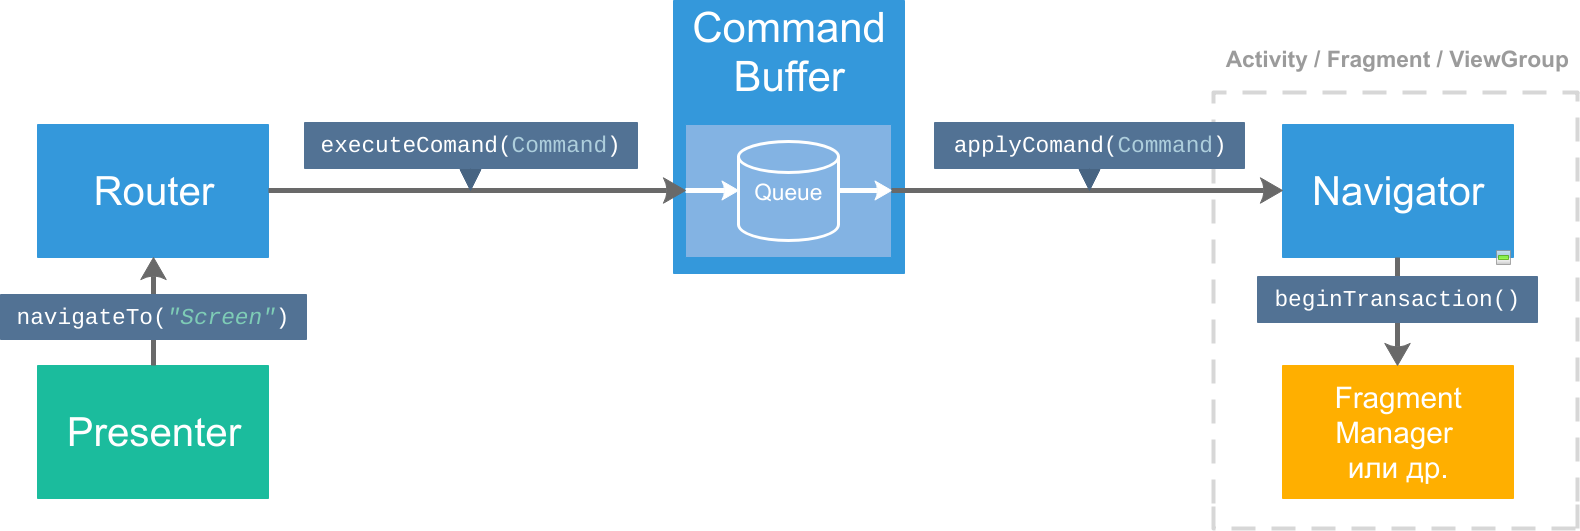 Command
Buffer
Activity / Fragment / ViewGroup
Router
executeComand(Command)
Queue
applyComand(Command)
Navigator
navigateTo("Screen")
beginTransaction()
Presenter
Fragment
Manager
или др.